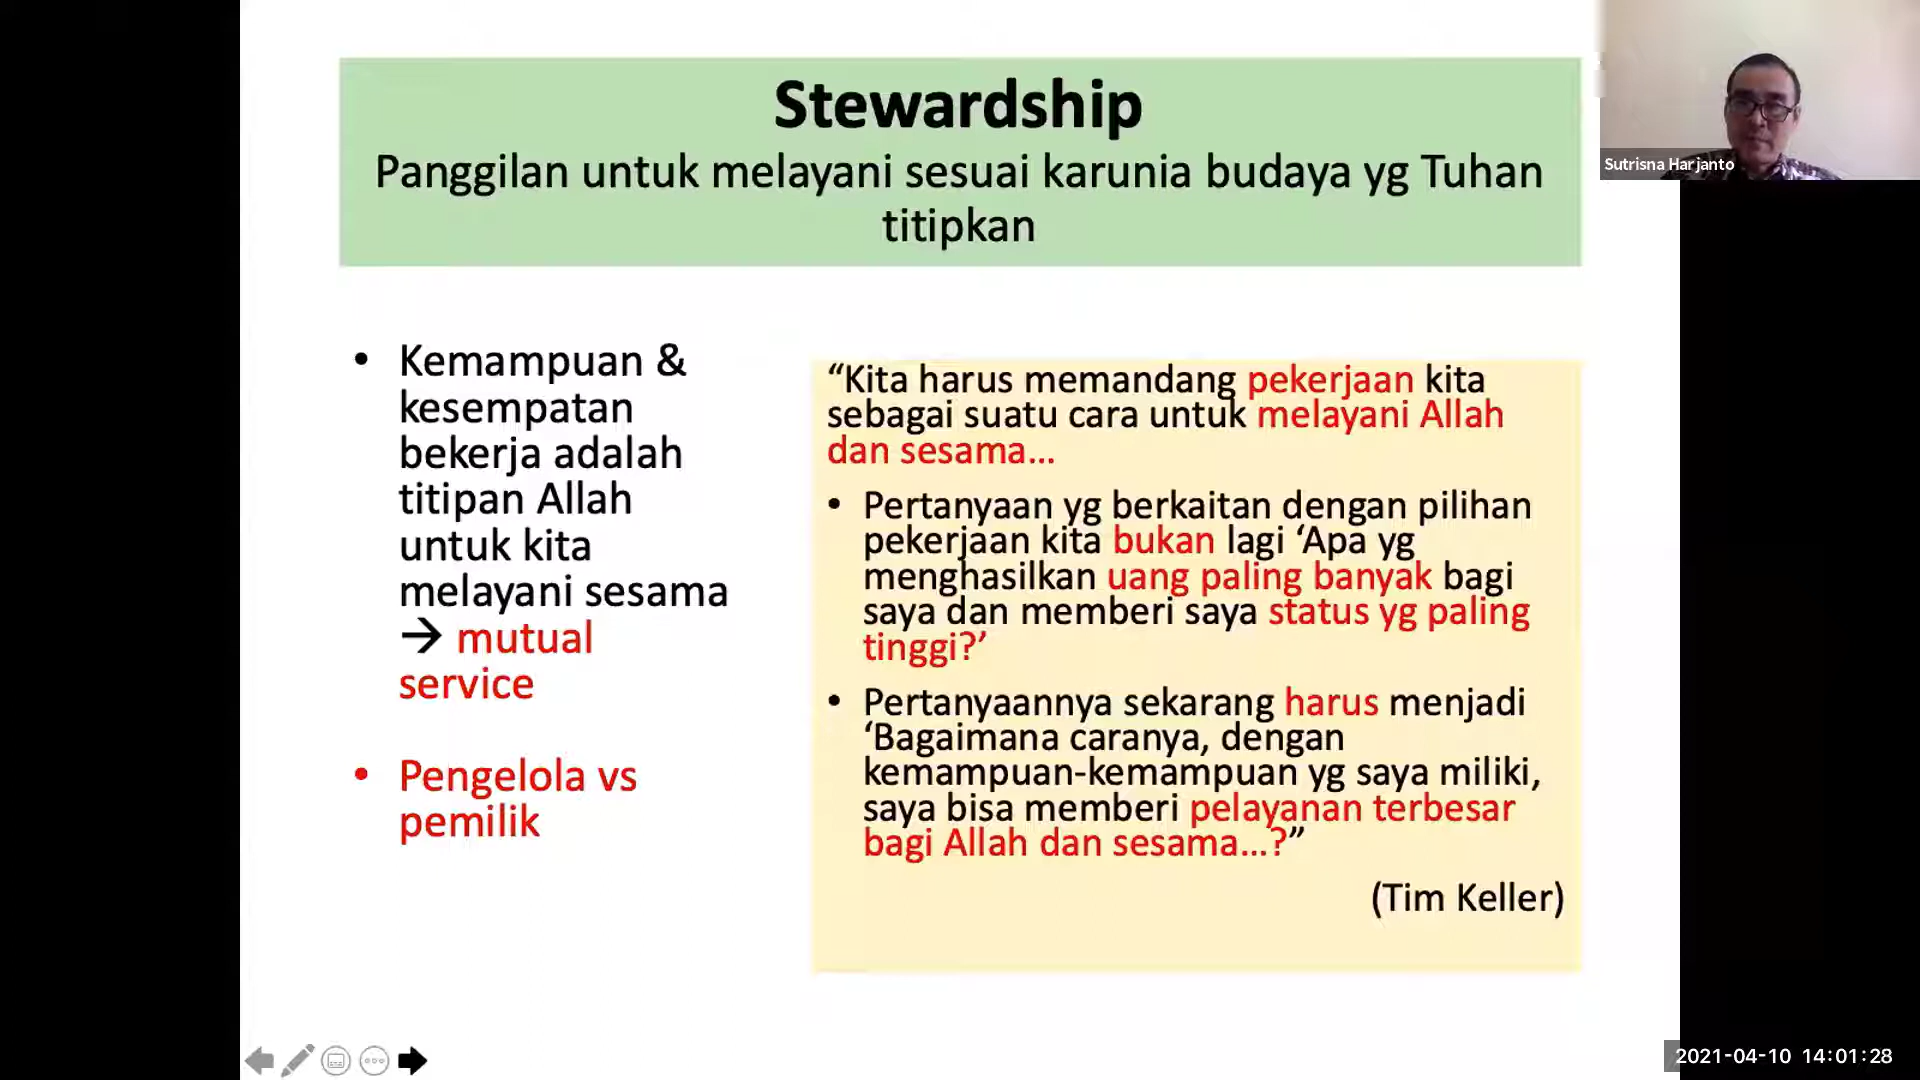 Stewardship
Panggilan untuk melayani sesuai karunia budaya yg Tuhan
titipkan
• Kemampuan &
kesempatan
bekerja adalah
titipan Allah
untuk kita
melayani sesama
→ mutual
service
• Pengelola vs
pemilik
“Kita harus memandang pekerjaan kita
sebagai suatu cara untuk melayani Allah
dan sesama…
• Pertanyaan yg berkaitan dengan pilihan
pekerjaan kita bukan lagi ‘Apa yg
menghasilkan uang paling banyak bagi
saya dan memberi saya status yg paling
tinggi?’
• Pertanyaannya sekarang harus menjadi
‘Bagaimana caranya, dengan
kemampuan-kemampuan yg saya miliki,
saya bisa memberi pelayanan terbesar
bagi Allah dan sesama…?”
(Tim Keller)
Sutrisna Harjanto
2021-04-10 14:01:28